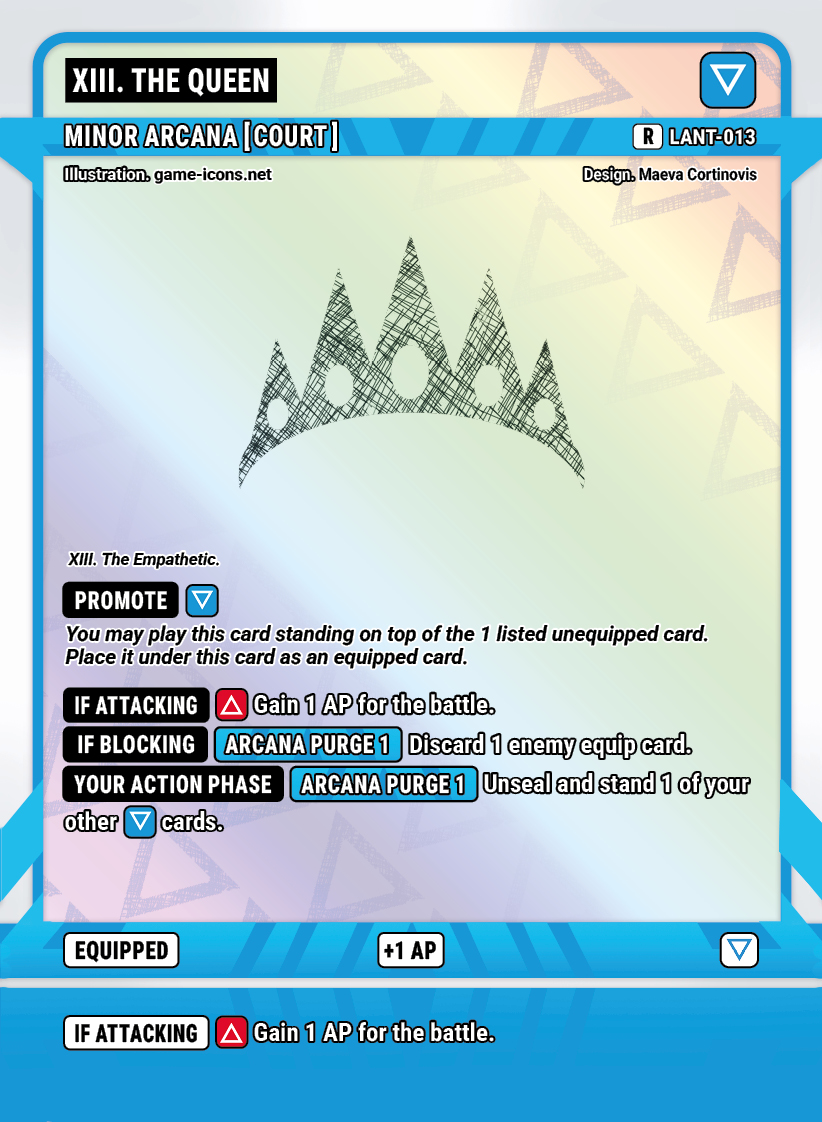 XIII. THE QUEEN
MINOR ARCANA [COURT]
R LANT-013
Illustration. game-icons.net
Design. Maeva Cortinovis
XIII. The Empathetic.
PROMOTE
You may play this card standing on top of the 1 listed unequipped card.
Place it under this card as an equipped card.
IF ATTACKING Gain 1 AP for the battle.
IF BLOCKING ARCANA PURGE 1 Discard 1 enemy equip card.
YOUR ACTION PHASE ARCANA PURGE 1 Unseal and stand 1 of your
other cards.
EQUIPPED +1 AP
IF ATTACKING Gain 1 AP for the battle.